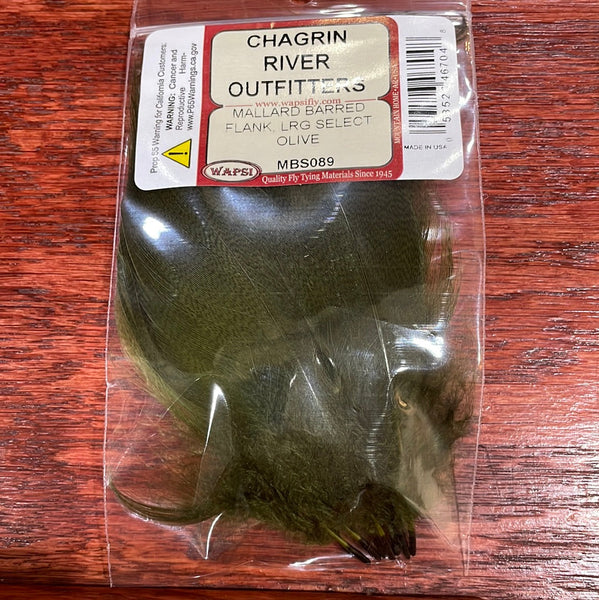 Prop 65 Warning for California Customers:
WARNING: Cancer and
Reproductive Harm-
www.P65Warnings.ca.gov
CHAGRIN
RIVER
OUTFITTERS
www.wapsifly.com
MALLARD BARRED
FLANK, LRG SELECT
OLIVE
MBS089
WAPSI
Quality Fly Tying Materials Since 1945
MADE IN USA